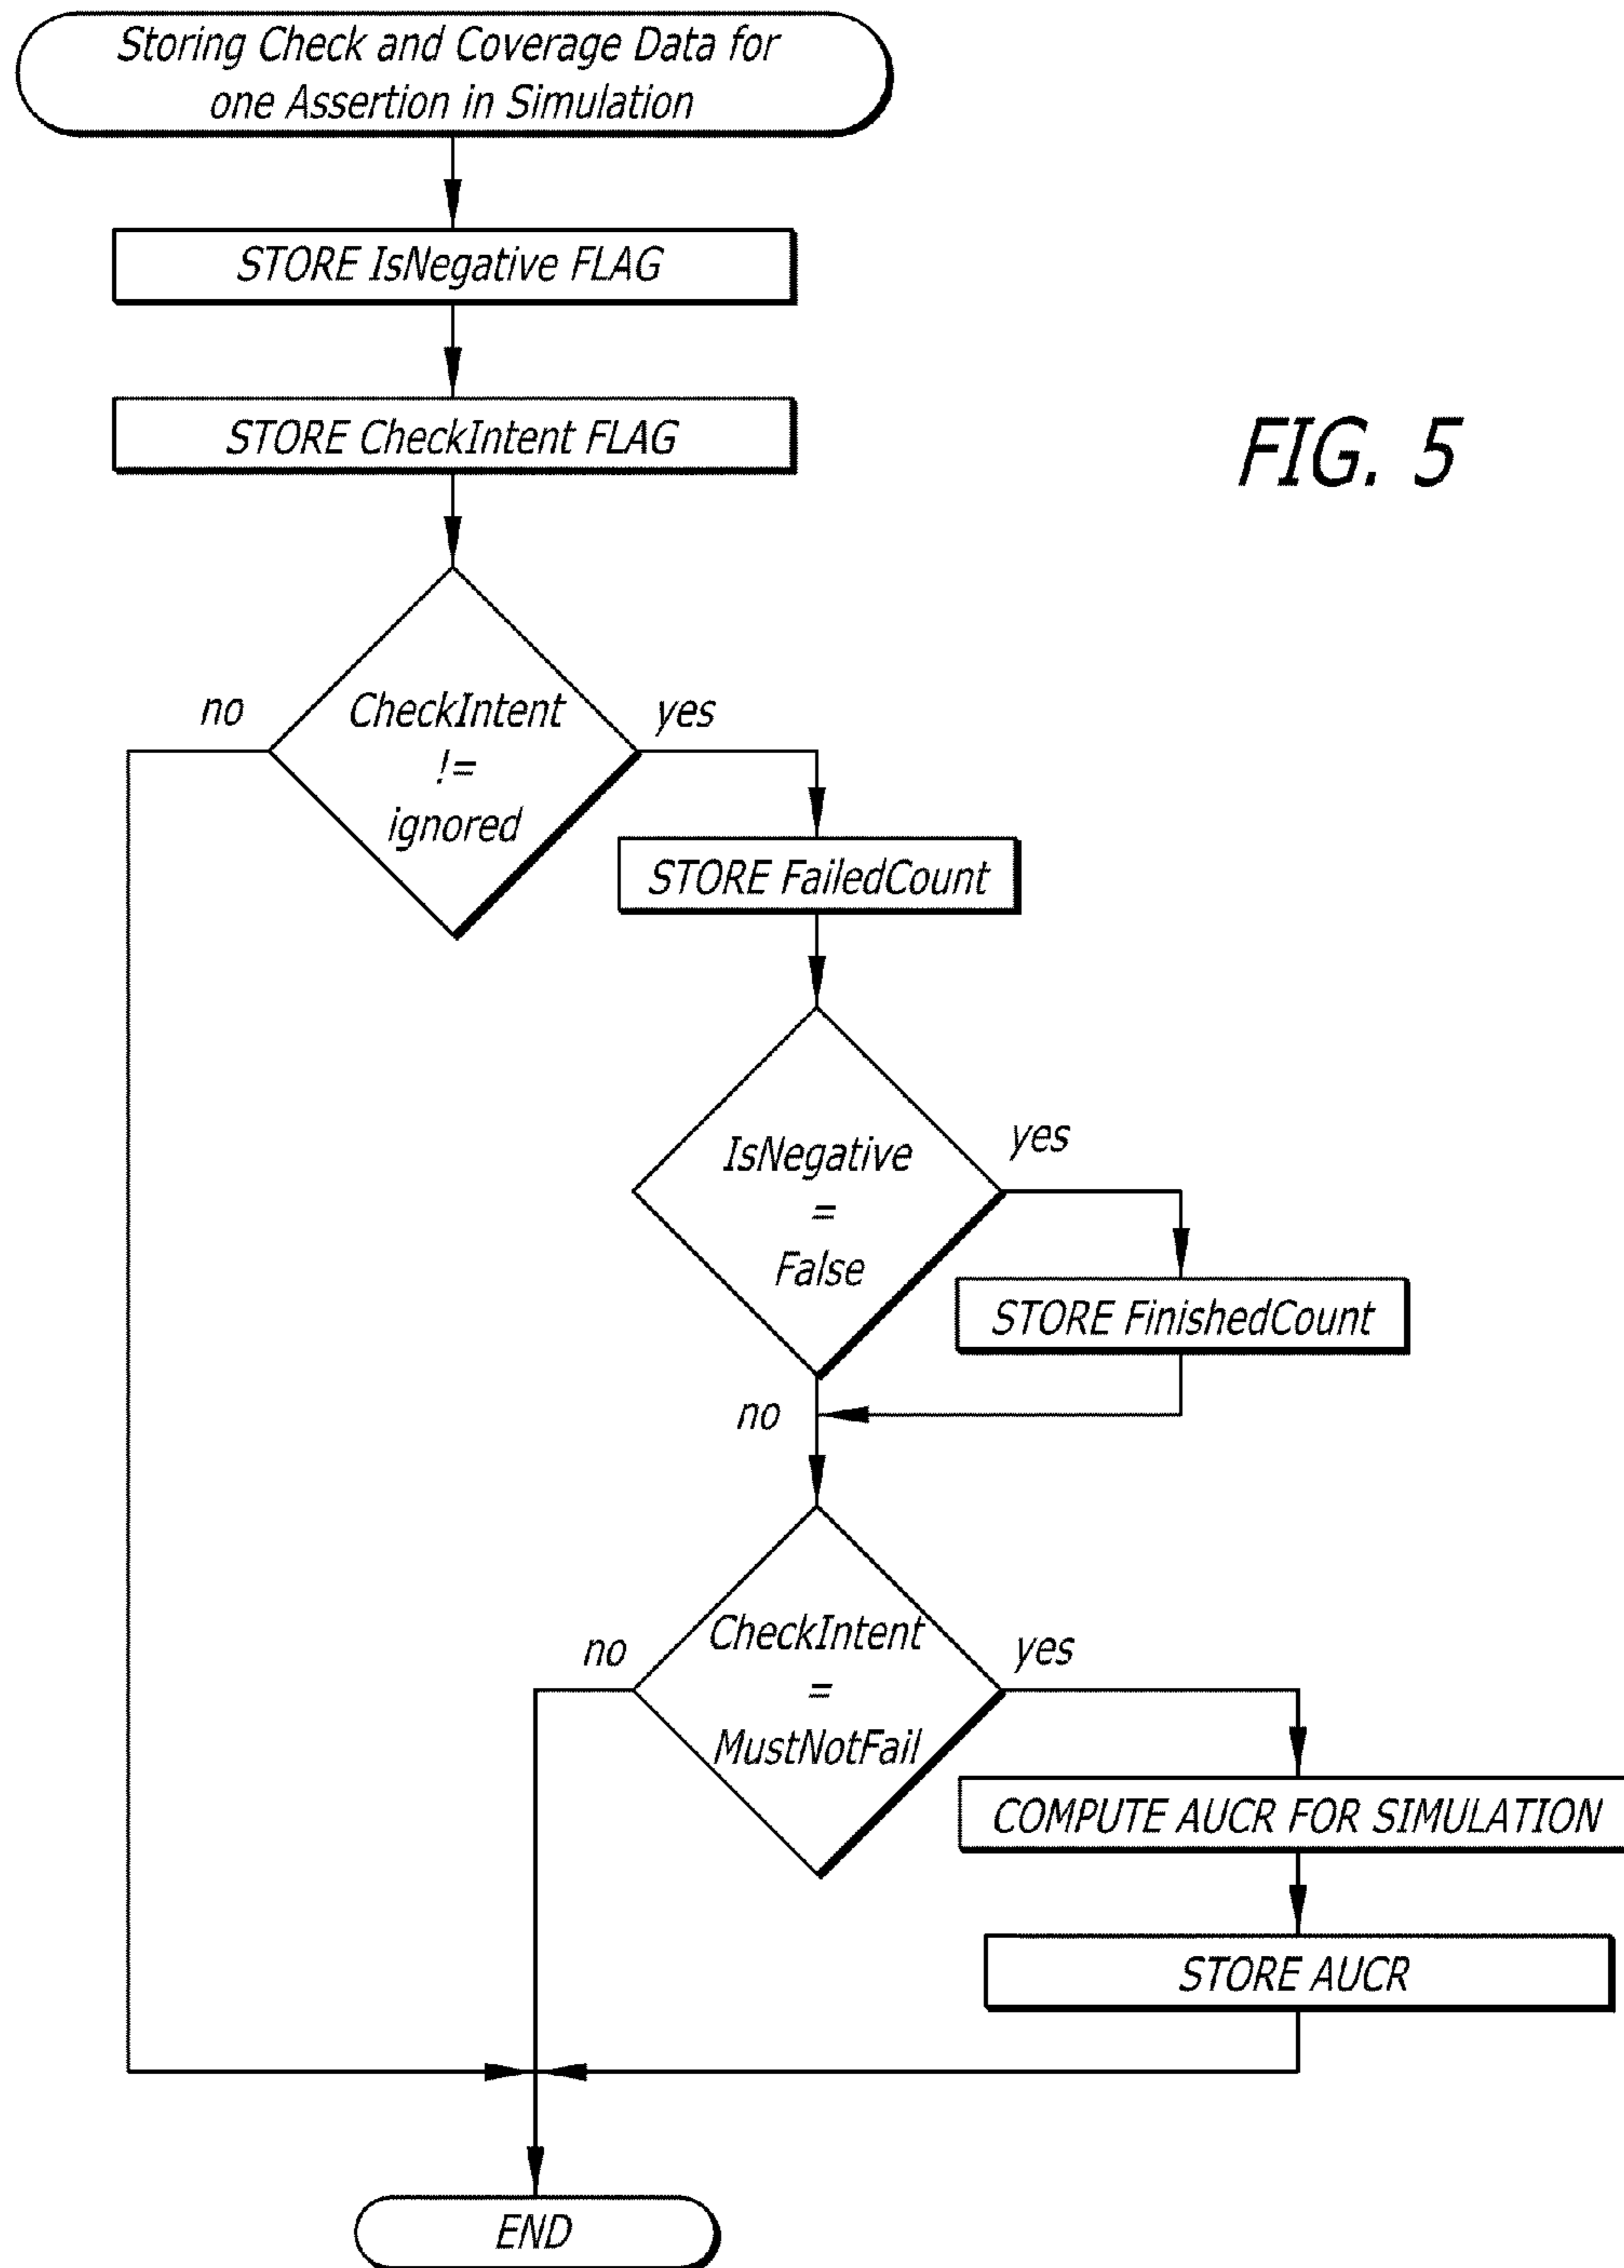 Storing Check and Coverage Data for
one Assertion in Simulation
STORE IsNegative FLAG
STORE CheckIntent FLAG
FIG. 5
no
CheckIntent
!=
ignored
yes
STORE FailedCount
IsNegative
=
False
yes
STORE FinishedCount
no
no
CheckIntent
=
MustNotFail
yes
COMPUTE AUCR FOR SIMULATION
STORE AUCR
END